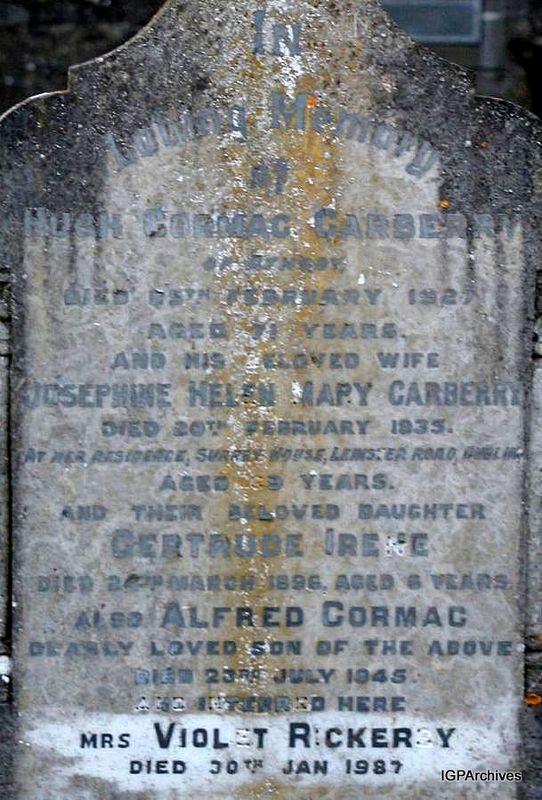 In
Loving Memory
of
Hugh Cormac Carberry
of
Died 25th February 1927
Aged 71 years.
And his beloved wife
Josephine Helen Mary Carberry
Died 20th February 1935.
At her residence, Surrey House, Leinster Road, Dublin.
Aged years.
And their beloved daughter
Gertrude Irene
Died 24th March 1896, aged 6 years
Also Alfred Cormac
Dearly loved son of the above
Died 23rd July 1945.
And interred here
Mrs Violet Rickerby
Died 30th Jan 1987
IGPArchives